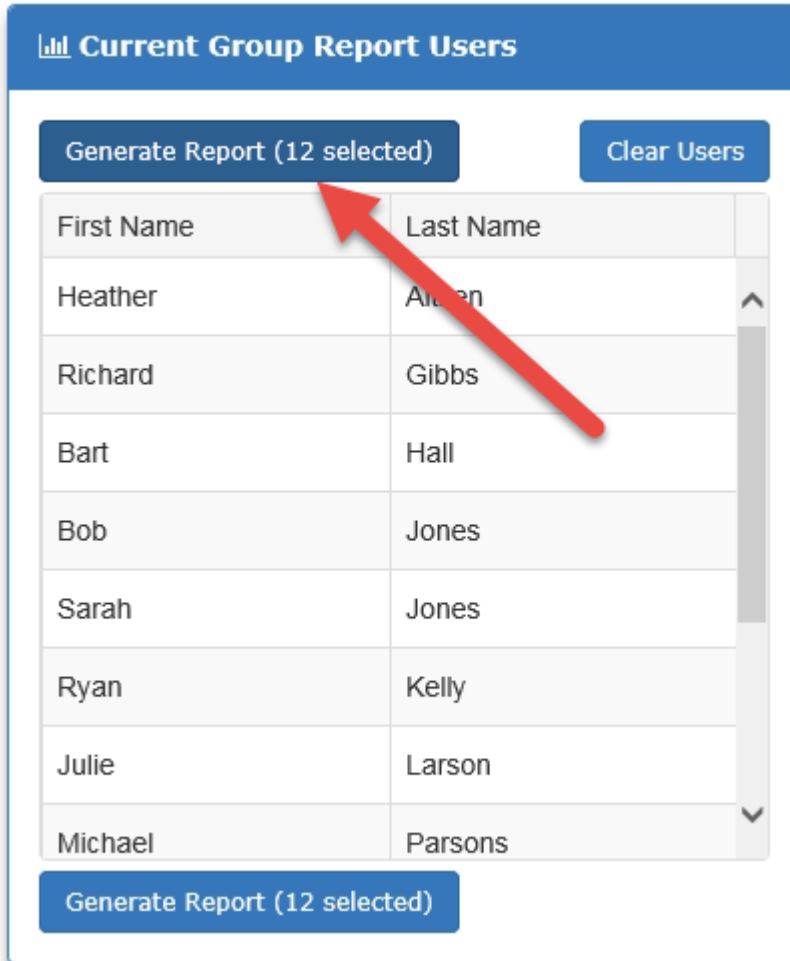 Current Group Report Users
Generate Report (12 selected) Clear Users
First Name Last Name
Heather
Richard Gibbs
Bart Hall
Bob Jones
Sarah Jones
Ryan Kelly
Julie Larson
Michael Parsons
Generate Report (12 selected)